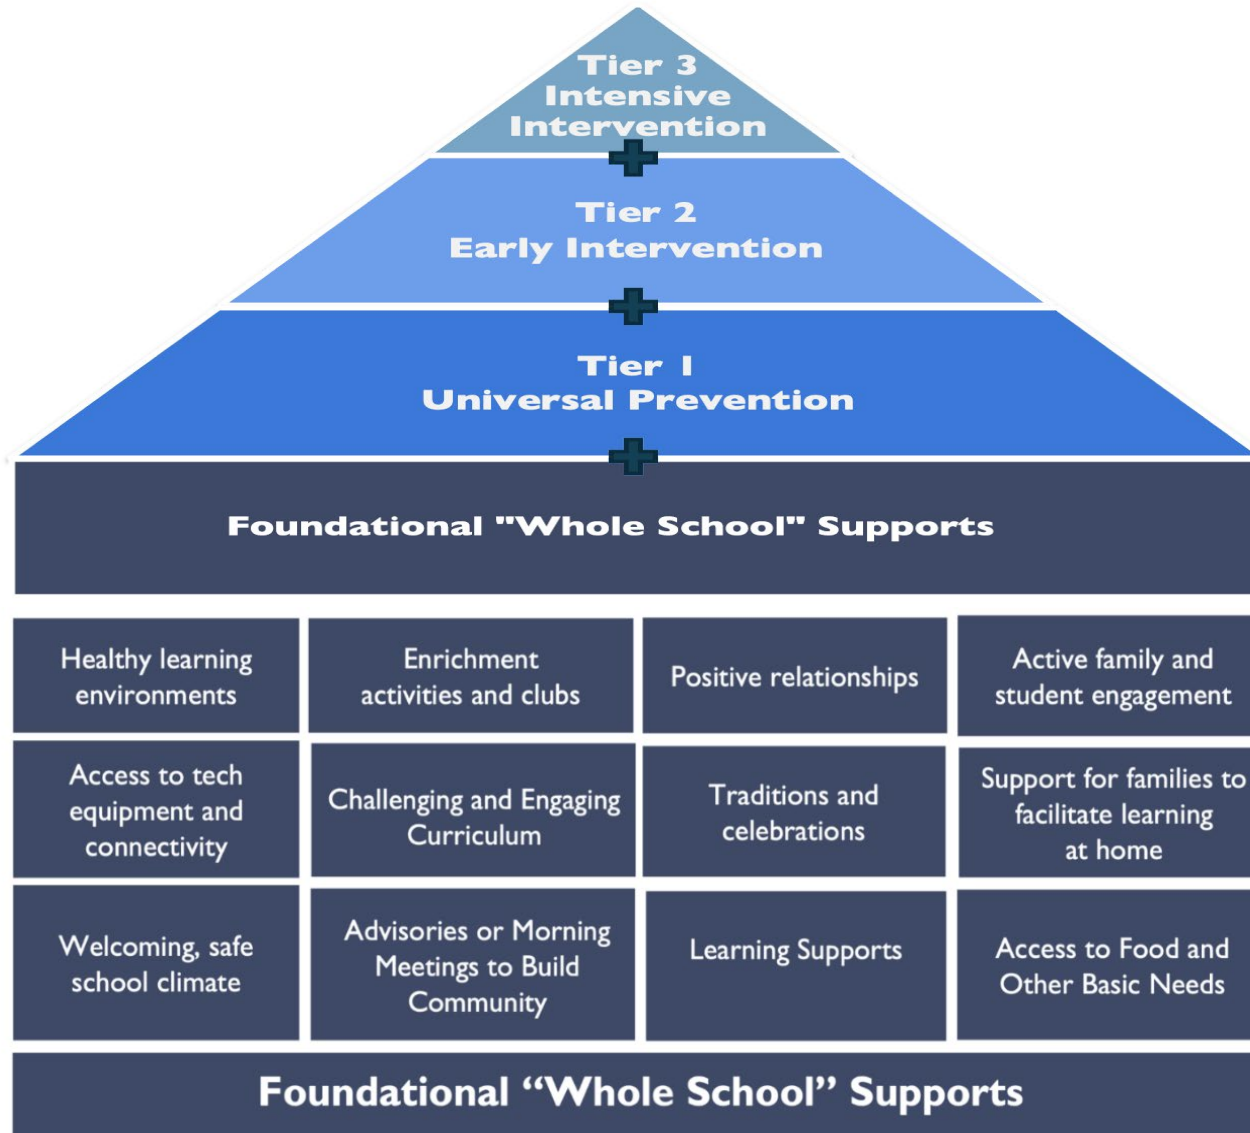 Tier 3
Intensive
Intervention
Tier 2
Early Intervention
Tier 1
Universal Prevention
Foundational "Whole School" Supports
Healthy learning
environments
Enrichment
activities and clubs
Positive relationships
Active family and
student engagement
Access to tech
equipment and
connectivity
Challenging and Engaging
Curriculum
Traditions and
celebrations
Support for families to
facilitate learning
at home
Welcoming, safe
school climate
Advisories or Morning
Meetings to Build
Community
Learning Supports
Access to Food and
Other Basic Needs
Foundational “Whole School” Supports